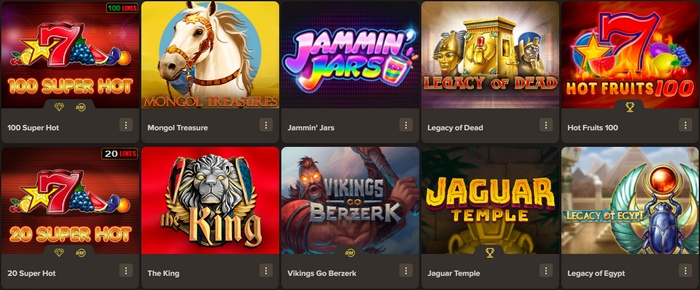 100 LINES
7
100 SUPER HOT
MONGOL TREASURES
JAMMIN'
JARS
LEGACY OF DEAD
7
HOT FRUITS 100
100 Super Hot
Mongol Treasure
Jammin' Jars
Legacy of Dead
Hot Fruits 100
20 LINES
7
20 SUPER HOT
the King
VIKINGS
GO
BERZERK
JAGUAR
TEMPLE
LEGACY OF EGYPT
20 Super Hot
The King
Vikings Go Berzerk
Jaguar Temple
Legacy of Egypt